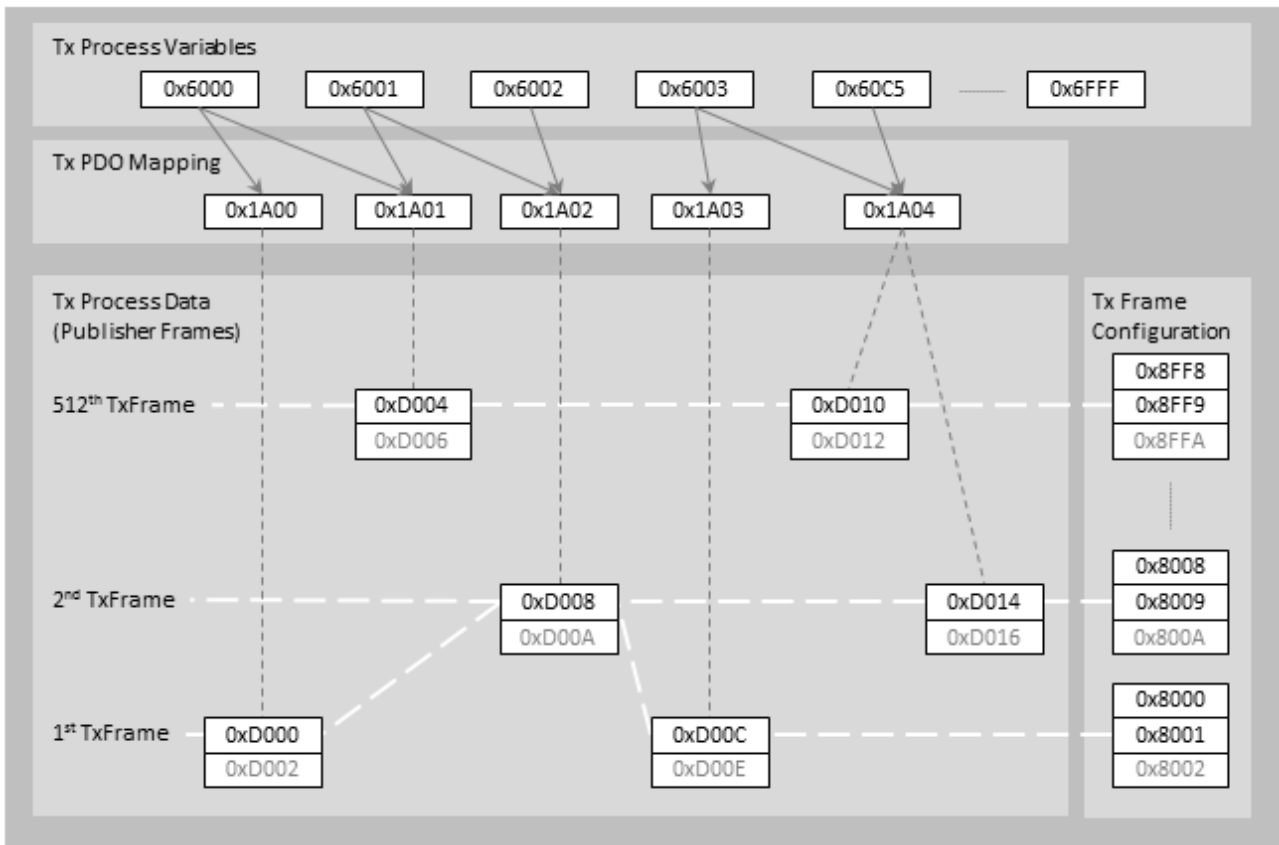 Tx Process Variables
0x6000 0x6001 0x6002 0x6003 0x60C5 0x6FFF
Tx PDO Mapping
0x1A00 0x1A01 0x1A02 0x1A03 0x1A04
Tx Process Data
(Publisher Frames)
Tx Frame
Configuration
0x8FF8
512th TxFrame 0xD004 0xD010 0x8FF9
0xD006 0xD012 0x8FFA
0x8008
2nd TxFrame 0xD008 0xD014 0x8009
0xD00A 0xD016 0x800A
0x8000
1st TxFrame 0xD000 0xD00C 0x8001
0xD002 0xD00E 0x8002